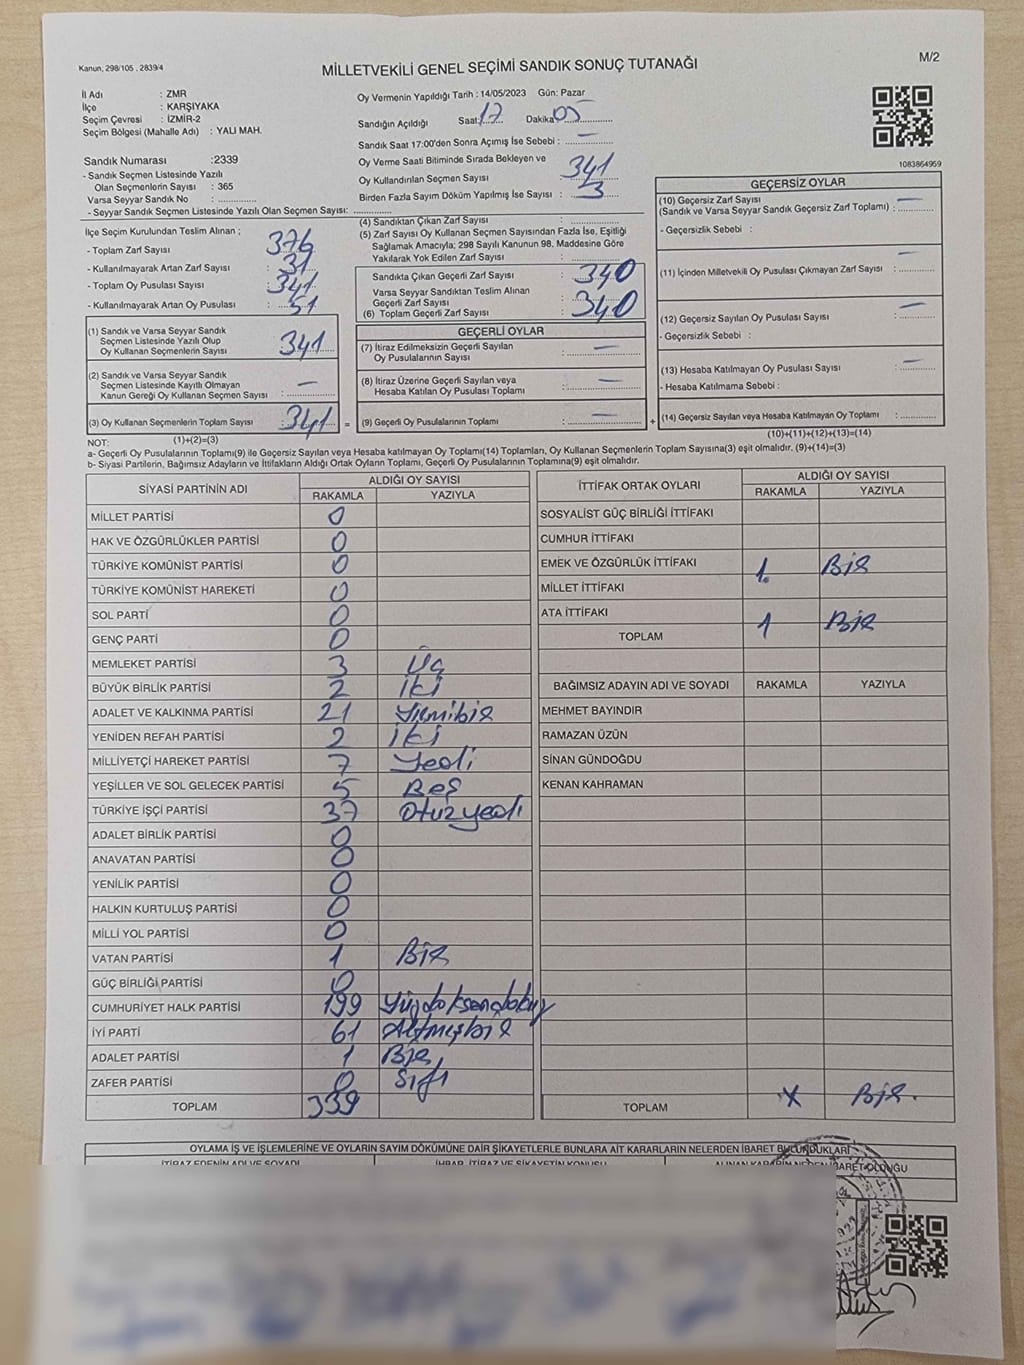 Kanun; 298/105 , 2839/4
M/2
MİLLETVEKİLİ GENEL SEÇİMİ SANDIK SONUÇ TUTANAĞI
İl Adı : ZMR
İlçe : KARŞIYAKA
Seçim Çevresi : İZMİR-2
Seçim Bölgesi (Mahalle Adı) : YALI MAH.
Sandık Numarası :2339
- Sandık Seçmen Listesinde Yazılı
Olan Seçmenlerin Sayısı : 365
Varsa Seyyar Sandık No :
- Seyyar Sandık Seçmen Listesinde Yazılı Olan Seçmen Sayısı:
Oy Vermenin Yapıldığı Tarih : 14/05/2023 Gün: Pazar
Sandığın Açıldığı Saat: 17 Dakika 05
Sandık Saat 17:00'den Sonra Açımış İse Sebebi : —
Oy Verme Saati Bitiminde Sırada Bekleyen ve
Oy Kullandırılan Seçmen Sayısı : 341
Birden Fazla Sayım Döküm Yapılmış İse Sayısı : 3
1083864959
İlçe Seçim Kurulundan Teslim Alınan ;
- Toplam Zarf Sayısı : 376
- Kullanılmayarak Artan Zarf Sayısı : 31
- Toplam Oy Pusulası Sayısı : 341
- Kullanılmayarak Artan Oy Pusulası : 51
(1) Sandık ve Varsa Seyyar Sandık
Seçmen Listesinde Yazılı Olup
Oy Kullanan Seçmenlerin Sayısı : 341
(2) Sandık ve Varsa Seyyar Sandık
Seçmen Listesinde Kayıtlı Olmayan
Kanun Gereği Oy Kullanan Seçmen Sayısı : —
(3) Oy Kullanan Seçmenlerin Toplam Sayısı : 341
(1)+(2)=(3)
(4) Sandıktan Çıkan Zarf Sayısı :
(5) Zarf Sayısı Oy Kullanan Seçmen Sayısından Fazla İse, Eşitliği
Sağlamak Amacıyla; 298 Sayılı Kanunun 98. Maddesine Göre
Yakılarak Yok Edilen Zarf Sayısı :
Sandıkta Çıkan Geçerli Zarf Sayısı : 340
Varsa Seyyar Sandıktan Teslim Alınan
Geçerli Zarf Sayısı :
(6) Toplam Geçerli Zarf Sayısı : 340
GEÇERLİ OYLAR
(7) İtiraz Edilmeksizin Geçerli Sayılan
Oy Pusulalarının Sayısı : —
(8) İtiraz Üzerine Geçerli Sayılan veya
Hesaba Katılan Oy Pusulası Toplamı : —
= (9) Geçerli Oy Pusulalarının Toplamı : — +
GEÇERSİZ OYLAR
(10) Geçersiz Zarf Sayısı
(Sandık ve Varsa Seyyar Sandık Geçersiz Zarf Toplamı) : —
- Geçersizlik Sebebi :
(11) İçinden Milletvekili Oy Pusulası Çıkmayan Zarf Sayısı : —
(12) Geçersiz Sayılan Oy Pusulası Sayısı : —
- Geçersizlik Sebebi :
(13) Hesaba Katılmayan Oy Pusulası Sayısı : —
- Hesaba Katılmama Sebebi :
(14) Geçersiz Sayılan veya Hesaba Katılmayan Oy Toplamı :
(10)+(11)+(12)+(13)=(14)
NOT:
a- Geçerli Oy Pusulalarının Toplamı(9) ile Geçersiz Sayılan veya Hesaba katılmayan Oy Toplamı(14) Toplamları, Oy Kullanan Seçmenlerin Toplam Sayısına(3) eşit olmalıdır. (9)+(14)=(3)
b- Siyasi Partilerin, Bağımsız Adayların ve İttifakların Aldığı Ortak Oyların Toplamı, Geçerli Oy Pusulalarının Toplamına(9) eşit olmalıdır.
SİYASİ PARTİNİN ADI ALDIĞI OY SAYISI
RAKAMLA YAZIYLA
MİLLET PARTİSİ 0
HAK VE ÖZGÜRLÜKLER PARTİSİ 0
TÜRKİYE KOMÜNİST PARTİSİ 0
TÜRKİYE KOMÜNİST HAREKETİ 0
SOL PARTİ 0
GENÇ PARTİ 0
MEMLEKET PARTİSİ 3 Üç
BÜYÜK BİRLİK PARTİSİ 2 İki
ADALET VE KALKINMA PARTİSİ 21 Yirmibir
YENİDEN REFAH PARTİSİ 2 İki
MİLLİYETÇİ HAREKET PARTİSİ 7 Yedi
YEŞİLLER VE SOL GELECEK PARTİSİ 5 Beş
TÜRKİYE İŞÇİ PARTİSİ 37 Otuzyedi
ADALET BİRLİK PARTİSİ 0
ANAVATAN PARTİSİ 0
YENİLİK PARTİSİ 0
HALKIN KURTULUŞ PARTİSİ 0
MİLLİ YOL PARTİSİ 0
VATAN PARTİSİ 1 Bir
GÜÇ BİRLİĞİ PARTİSİ 0
CUMHURİYET HALK PARTİSİ 199 Yüzdoksandokuz
İYİ PARTİ 61 Altmışbir
ADALET PARTİSİ 1 Bir
ZAFER PARTİSİ 0 Sıfı
TOPLAM 339
İTTİFAK ORTAK OYLARI ALDIĞI OY SAYISI
RAKAMLA YAZIYLA
SOSYALİST GÜÇ BİRLİĞİ İTTİFAKI
CUMHUR İTTİFAKI
EMEK VE ÖZGÜRLÜK İTTİFAKI 1. Bir
MİLLET İTTİFAKI
ATA İTTİFAKI 1 Bir
TOPLAM
BAĞIMSIZ ADAYIN ADI VE SOYADI RAKAMLA YAZIYLA
MEHMET BAYINDIR
RAMAZAN ÜZÜN
SİNAN GÜNDOĞDU
KENAN KAHRAMAN
TOPLAM Bir.
OYLAMA İŞ VE İŞLEMLERİNE VE OYLARIN SAYIM DÖKÜMÜNE DAİR ŞİKAYETLERLE BUNLARA AİT KARARLARIN NELERDEN İBARET BULUNDUKLARI
İTİRAZ EDENİN ADI VE SOYADI İHBAR, İTİRAZ VE ŞİKAYETİN KONUSU ALINAN KARARIN NEDEN İBARET OLDUĞU